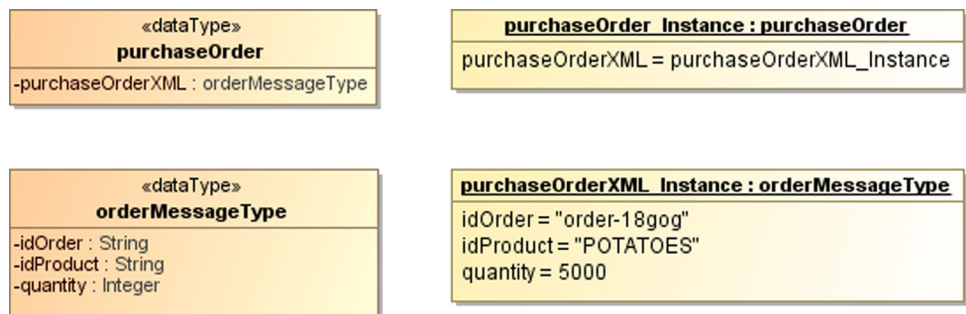 «dataType»
purchaseOrder
-purchaseOrderXML : orderMessageType
purchaseOrder_Instance : purchaseOrder
purchaseOrderXML = purchaseOrderXML_Instance
«dataType»
orderMessageType
-idOrder : String
-idProduct : String
-quantity : Integer
purchaseOrderXML_Instance : orderMessageType
idOrder = "order-18gog"
idProduct = "POTATOES"
quantity = 5000